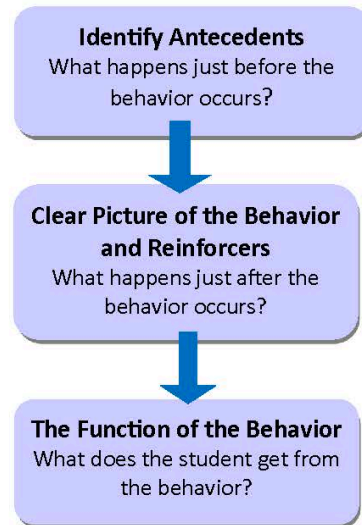 Identify Antecedents
What happens just before the
behavior occurs?
Clear Picture of the Behavior
and Reinforcers
What happens just after the
behavior occurs?
The Function of the Behavior
What does the student get from
the behavior?